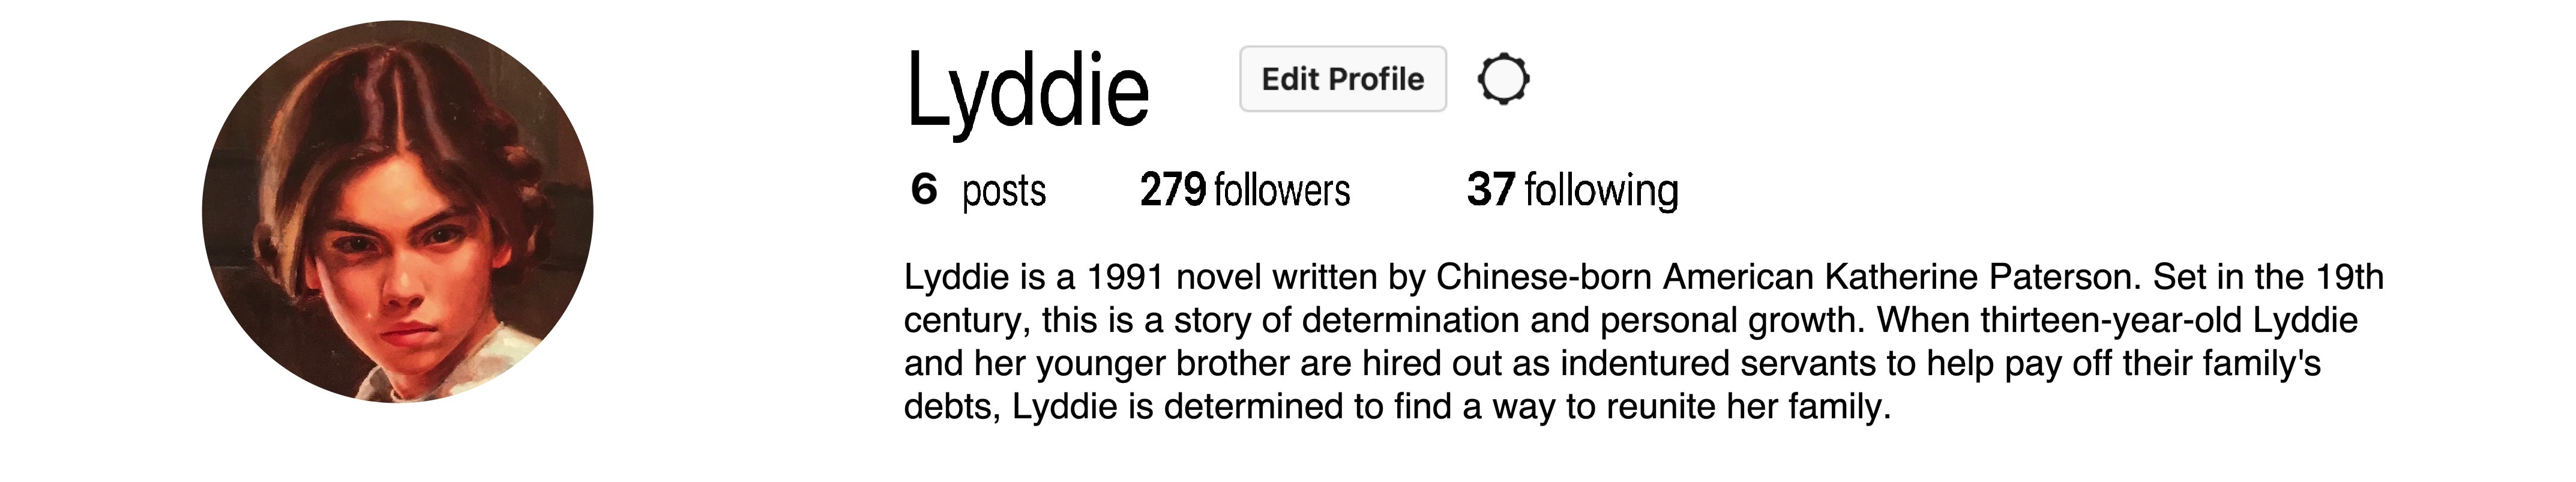 Lyddie
Edit Profile
6 posts 279 followers 37 following
Lyddie is a 1991 novel written by Chinese-born American Katherine Paterson. Set in the 19th
century, this is a story of determination and personal growth. When thirteen-year-old Lyddie
and her younger brother are hired out as indentured servants to help pay off their family's
debts, Lyddie is determined to find a way to reunite her family.